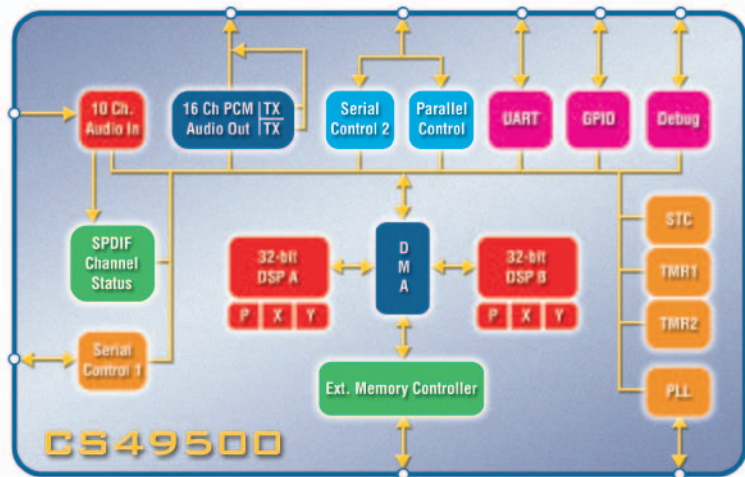 10 Ch.
Audio In
16 Ch PCM TX
Audio Out TX
Serial
Control 2
Parallel
Control
UART
GPIO
Debug
SPDIF
Channel
Status
32-bit
DSP A
P X Y
D
M
A
32-bit
DSP B
P X Y
STC
TMR1
TMR2
Serial
Control 1
Ext. Memory Controller
PLL
CS49500